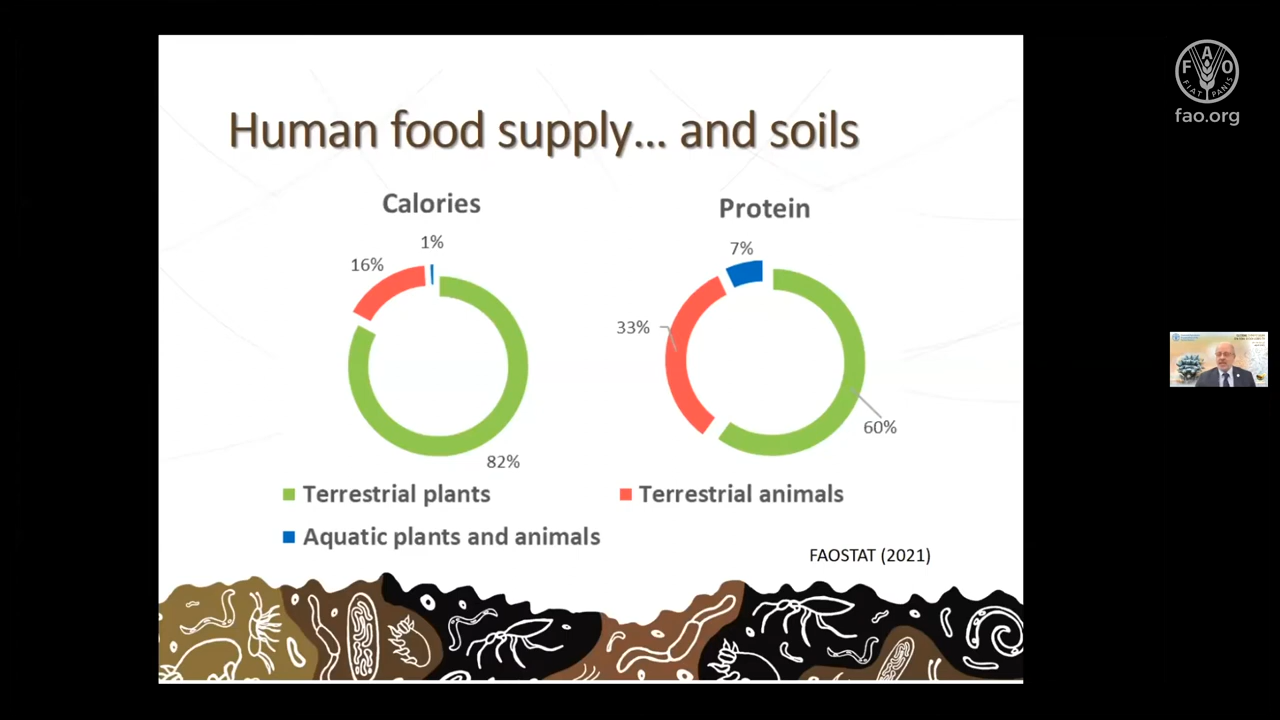 Human food supply... and soils
Calories
Protein
1%
16%
82%
7%
33%
60%
Terrestrial plants
Terrestrial animals
Aquatic plants and animals
FAOSTAT (2021)
F A O
FIAT PANIS
fao.org